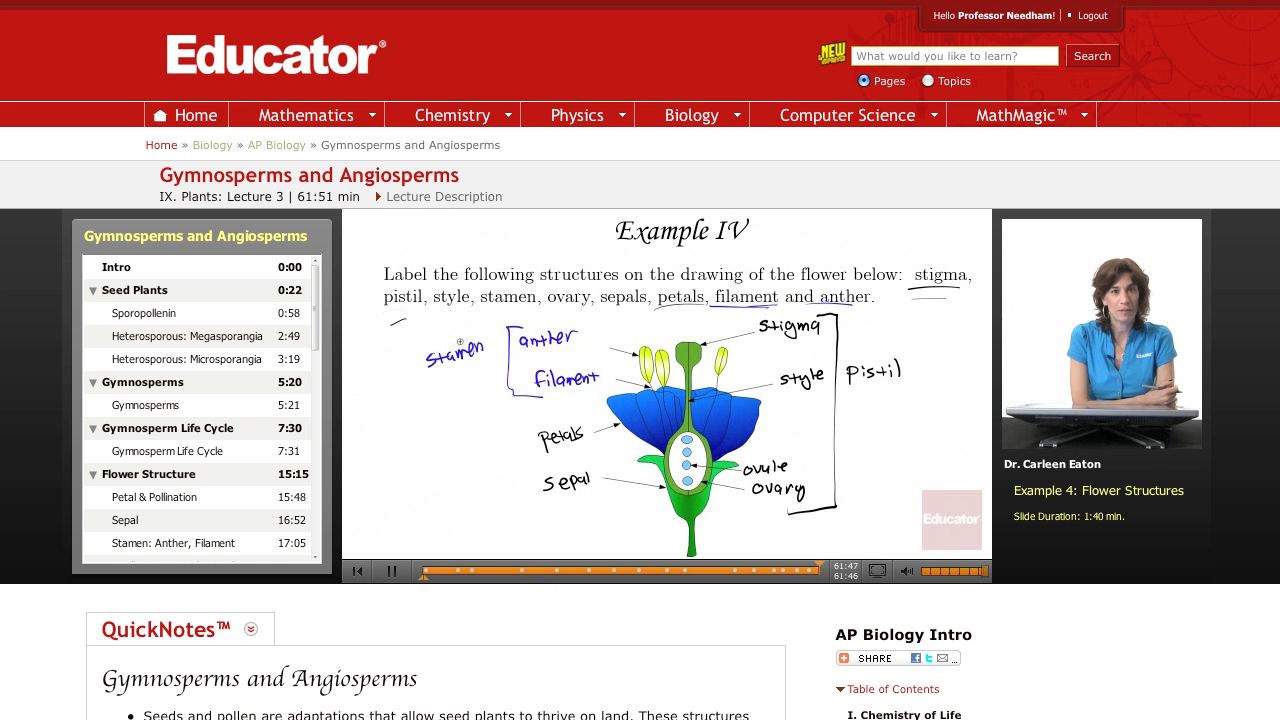 Hello Professor Needham! Logout
Educator®
NEW
What would you like to learn? Search
Pages Topics
Home Mathematics Chemistry Physics Biology Computer Science MathMagic™
Home » Biology » AP Biology » Gymnosperms and Angiosperms
Gymnosperms and Angiosperms
IX. Plants: Lecture 3 | 61:51 min Lecture Description
Gymnosperms and Angiosperms
Intro 0:00
Seed Plants 0:22
Sporopollenin 0:58
Heterosporous: Megasporangia 2:49
Heterosporous: Microsporangia 3:19
Gymnosperms 5:20
Gymnosperms 5:21
Gymnosperm Life Cycle 7:30
Gymnosperm Life Cycle 7:31
Flower Structure 15:15
Petal & Pollination 15:48
Sepal 16:52
Stamen: Anther, Filament 17:05
Example IV
Label the following structures on the drawing of the flower below: stigma,
pistil, style, stamen, ovary, sepals, petals, filament and anther.
stigma
anther
stamen
filament
style
pistil
petals
ovule
sepal
ovary
Educator
61:47
61:46
Dr. Carleen Eaton
Example 4: Flower Structures
Slide Duration: 1:40 min.
QuickNotes™
Gymnosperms and Angiosperms
• Seeds and pollen are adaptations that allow seed plants to thrive on land. These structures
AP Biology Intro
SHARE ...
Table of Contents
I. Chemistry of Life